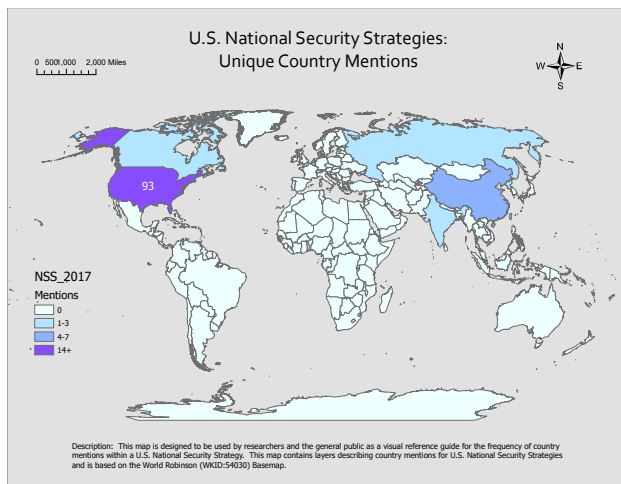 U.S. National Security Strategies:
Unique Country Mentions
0 5001,000 2,000 Miles
N
W E
S
93
NSS_2017
Mentions
0
1-3
4-7
14+
Description: This map is designed to be used by researchers and the general public as a visual reference guide for the frequency of country
mentions within a U.S. National Security Strategy. This map contains layers describing country mentions for U.S. National Security Strategies
and is based on the World Robinson (WKID:54030) Basemap.